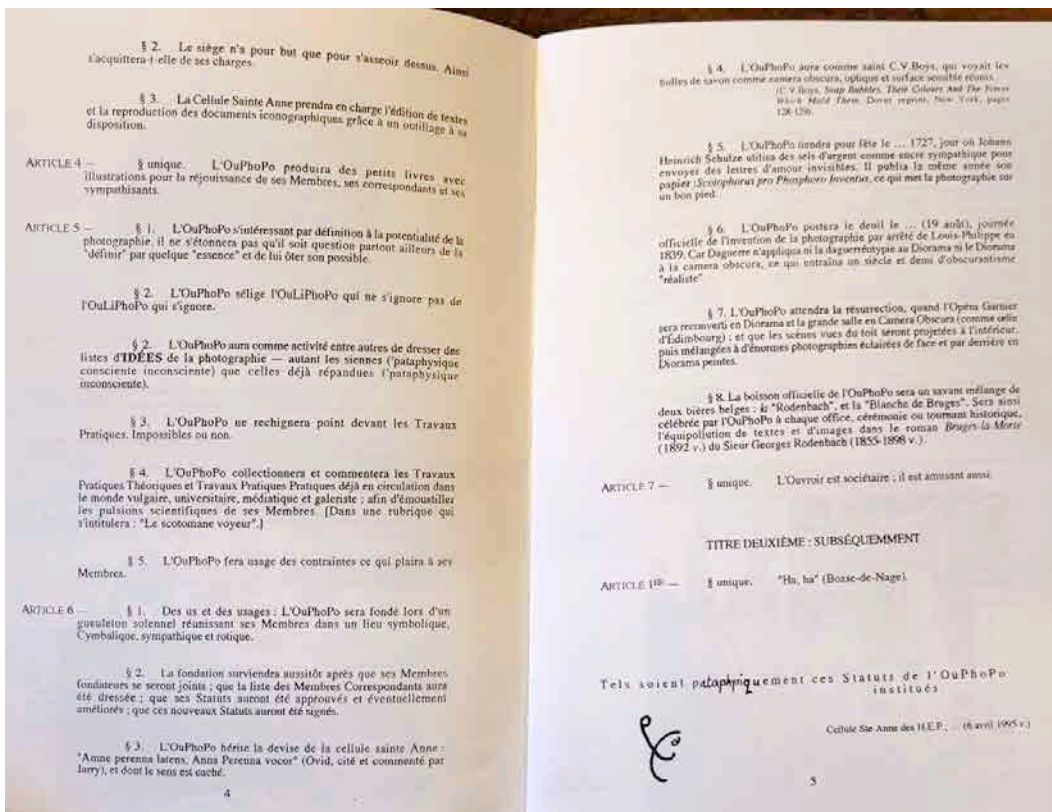 § 2. Le siège n'a pour but que pour s'asseoir dessus. Ainsi
s'acquittera-t-elle de ses charges.
§ 3. La Cellule Sainte Anne prendra en charge l'édition de textes
et la reproduction des documents iconographiques grâce à un outillage à sa
disposition.
ARTICLE 4 — § unique. L'OuPhoPo produira des petits livres avec
illustrations pour la réjouissance de ses Membres, ses correspondants et ses
sympathisants.
ARTICLE 5 — § 1. L'OuPhoPo s'intéressant par définition à la potentialité de la
photographie, il ne s'étonnera pas qu'il soit question partout ailleurs de la
"définir" par quelque "essence" et de lui ôter son possible.
§ 2. L'OuPhoPo sélige l'OuLiPhoPo qui ne s'ignore pas de
l'OuLiPhoPo qui s'ignore.
§ 2. L'OuPhoPo aura comme activité entre autres de dresser des
listes d'IDÉES de la photographie — autant les siennes ('pataphysique
consciente inconsciente) que celles déjà répandues ('pataphysique
inconsciente).
§ 3. L'OuPhoPo ne rechignera point devant les Travaux
Pratiques. Impossibles ou non.
§ 4. L'OuPhoPo collectionnera et commentera les Travaux
Pratiques Théoriques et Travaux Pratiques Pratiques déjà en circulation dans
le monde vulgaire, universitaire, médiatique et galeriste ; afin d'émoustiller
les pulsions scientifiques de ses Membres. [Dans une rubrique qui
s'intitulera : "Le scotomane voyeur".]
§ 5. L'OuPhoPo fera usage des contraintes ce qui plaira à ses
Membres.
ARTICLE 6 — § 1. Des us et des usages : L'OuPhoPo sera fondé lors d'un
gueuleton solennel réunissant ses Membres dans un lieu symbolique,
Cymbalique, sympathique et rotique.
§ 2. La fondation surviendra aussitôt après que ses Membres
fondateurs se seront joints ; que la liste des Membres Correspondants aura
été dressée ; que ses Statuts auront été approuvés et éventuellement
améliorés ; que ces nouveaux Statuts auront été signés.
§ 3. L'OuPhoPo hérite la devise de la cellule sainte Anne :
"Amne perenna latens, Anna Perenna vocor" (Ovid, cité et commenté par
Jarry), et dont le sens est caché.
4
§ 4. L'OuPhoPo aura comme saint C.V.Boys, qui voyait les
bulles de savon comme camera obscura, optique et surface sensible réunis.
(C.V.Boys, Soap Bubbles, Their Colours And The Forces
Which Mold Them, Dover reprint, New York, pages
128-129).
§ 5. L'OuPhoPo tiendra pour fête le ... 1727, jour où Johann
Heinrich Schulze utilisa des sels d'argent comme encre sympathique pour
envoyer des lettres d'amour invisibles. Il publia la même année son
papier :Scotophorus pro Phosphoro Inventus, ce qui met la photographie sur
un bon pied.
§ 6. L'OuPhoPo portera le deuil le ... (19 août), journée
officielle de l'invention de la photographie par arrêté de Louis-Philippe en
1839. Car Daguerre n'appliqua ni la daguerréotypie au Diorama ni le Diorama
à la camera obscura, ce qui entraîna un siècle et demi d'obscurantisme
"réaliste"
§ 7. L'OuPhoPo attendra la résurrection, quand l'Opéra Garnier
sera reconverti en Diorama et la grande salle en Camera Obscura (comme celle
d'Édimbourg) ; et que les scènes vues du toit seront projetées à l'intérieur,
puis mélangées à d'énormes photographies éclairées de face et par derrière en
Diorama peintes.
§ 8. La boisson officielle de l'OuPhoPo sera un savant mélange de
deux bières belges : la "Rodenbach", et la "Blanche de Bruges". Sera ainsi
célébrée par l'OuPhoPo à chaque office, cérémonie ou tournant historique,
l'équipollution de textes et d'images dans le roman Bruges-la-Morte
(1892 v.) du Sieur Georges Rodenbach (1855-1898 v.).
ARTICLE 7 — § unique. L'Ouvroir est sociétaire ; il est amusant aussi.
TITRE DEUXIÈME : SUBSÉQUEMMENT
ARTICLE 1ER — § unique. "Ha, ha" (Bosse-de-Nage).
Tels soient pataphysiquement ces Statuts de l'OuPhoPo
institués
Cellule Ste Anne des H.E.P., ... (6 avril 1995 v.)
5